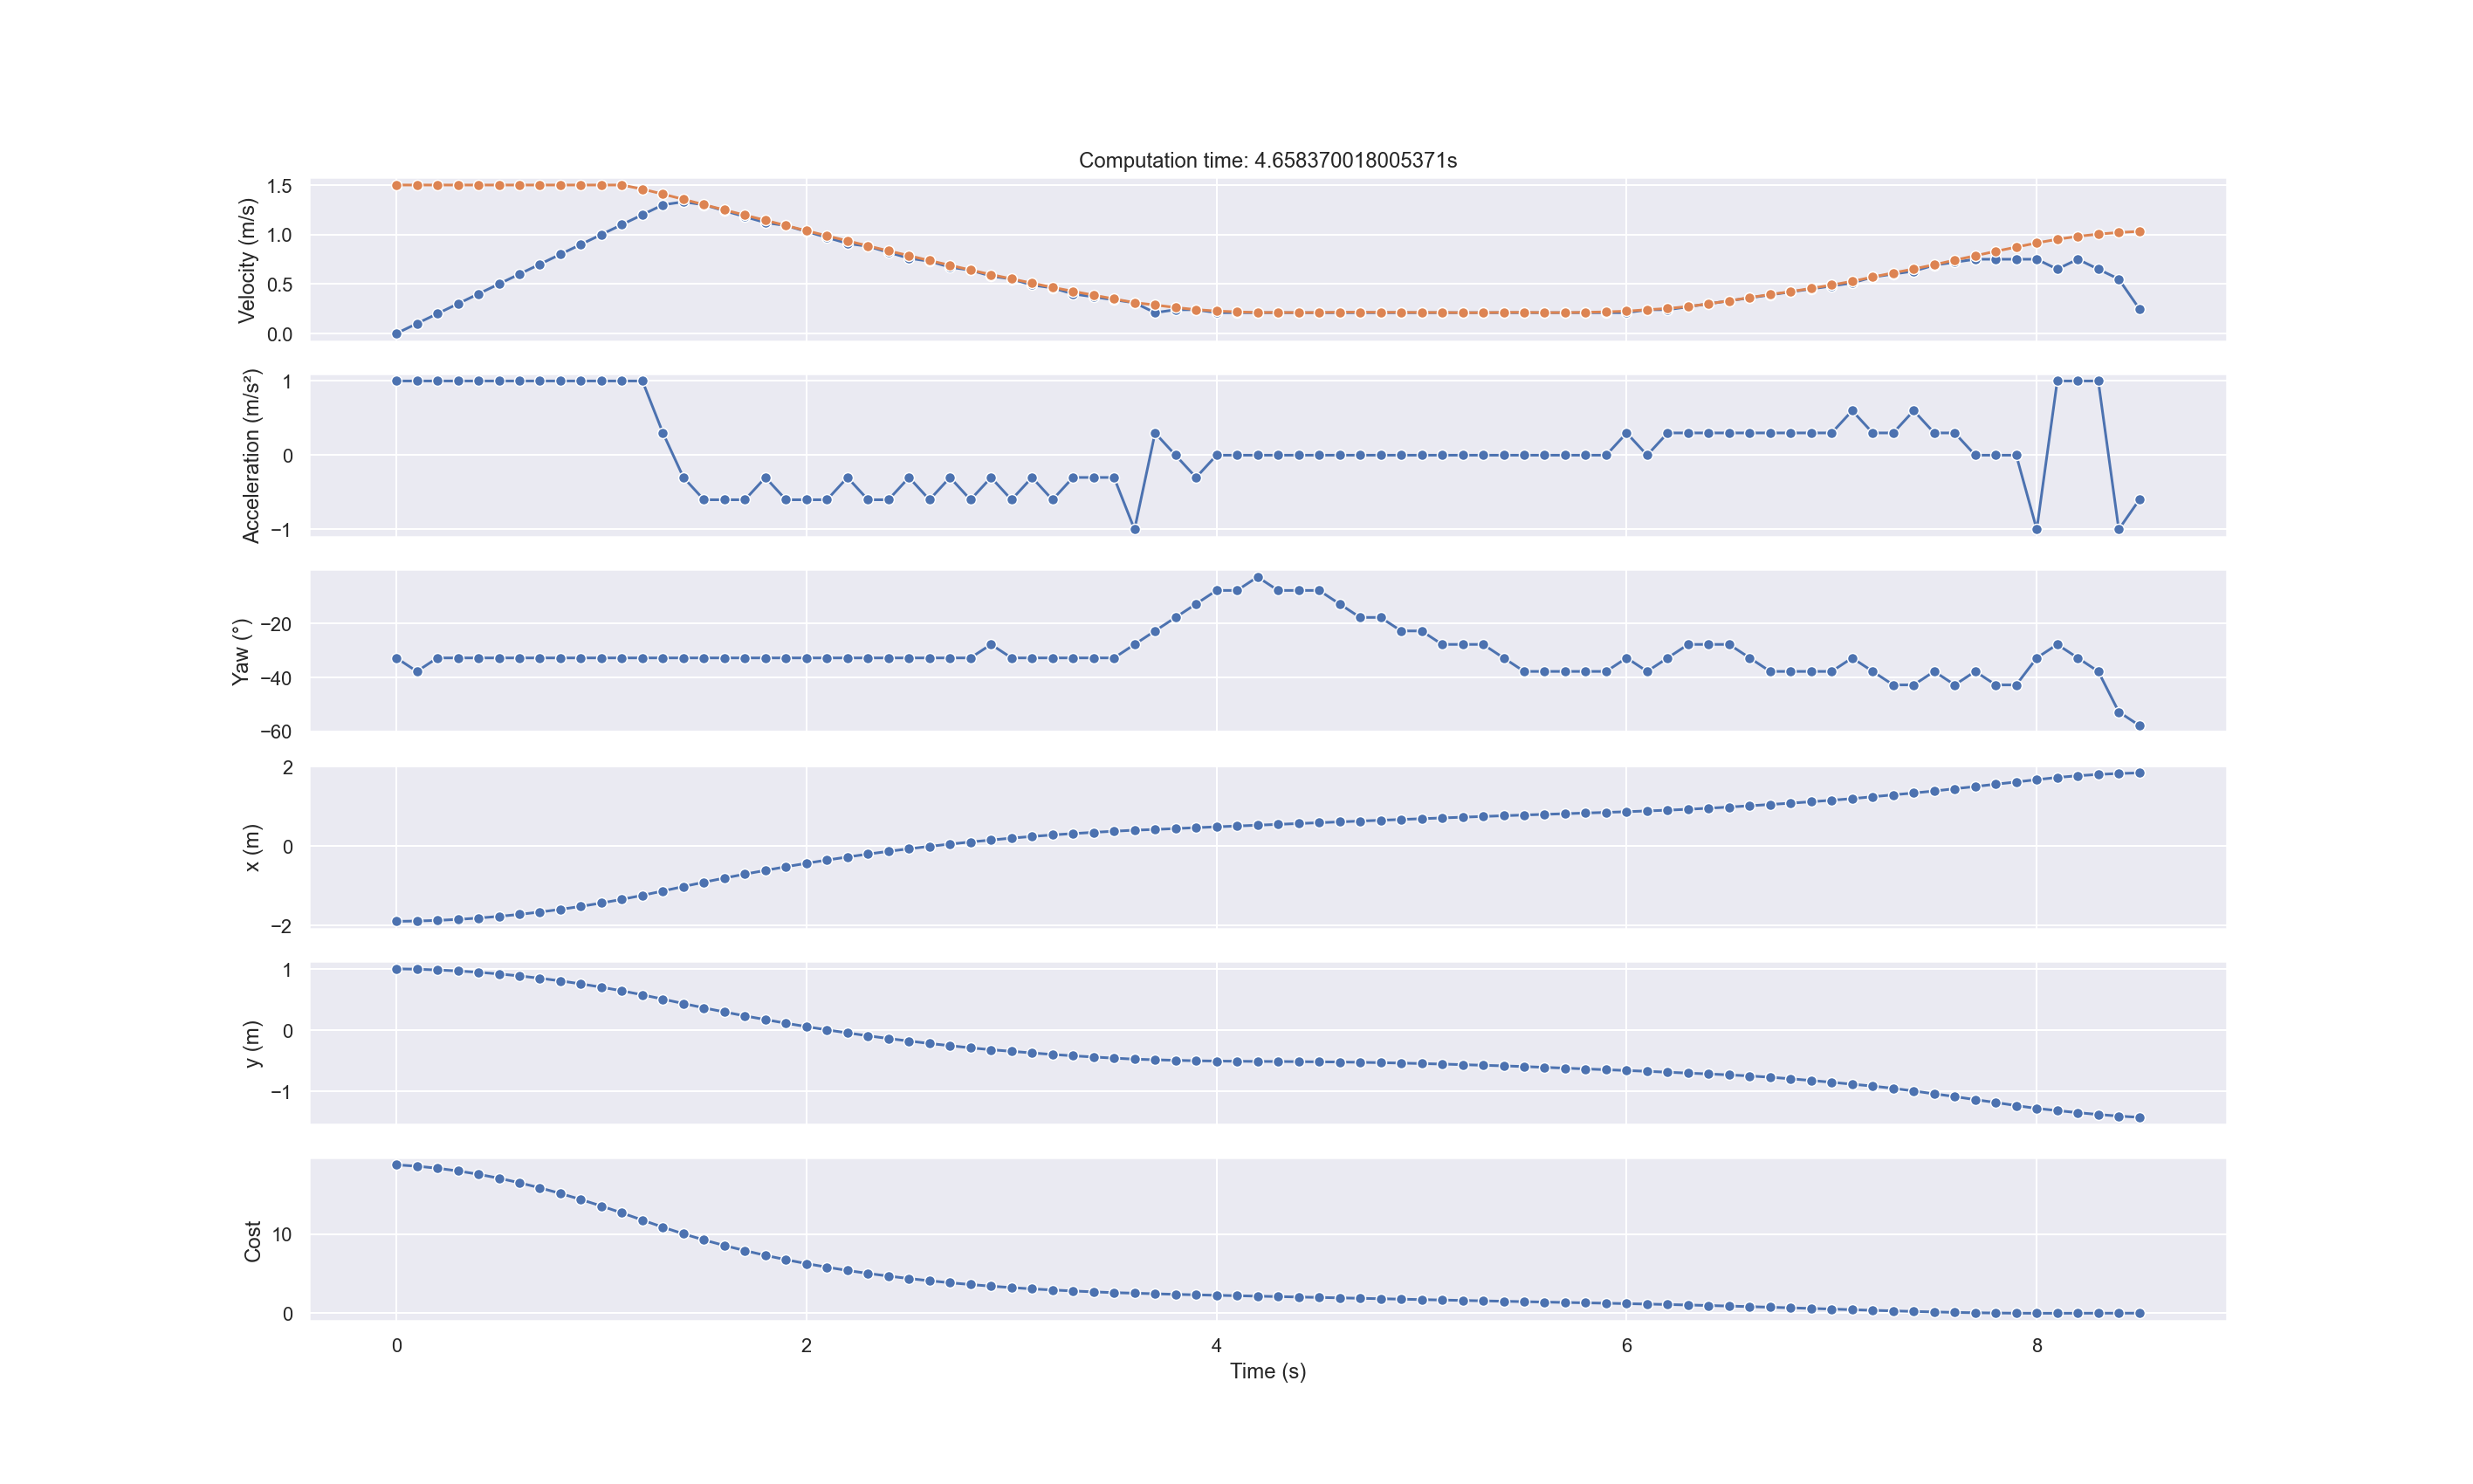 Computation time: 4.658370018005371s
Velocity (m/s)
1.5
1.0
0.5
0.0
Acceleration (m/s²)
1
0
−1
Yaw (°)
−20
−40
−60
x (m)
2
0
−2
y (m)
1
0
−1
Cost
10
0
0 2 4 6 8
Time (s)